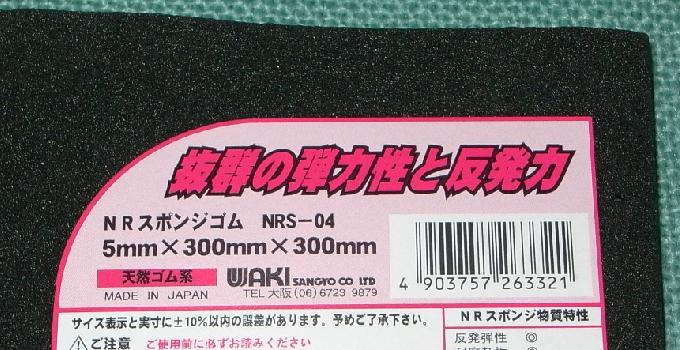 抜群の弾力性と反発力
NRスポンジゴム NRS-04
5mm×300mm×300mm
天然ゴム系 WAKI SANGYO CO LTD
MADE IN JAPAN TEL大阪(06)6723 9879
4 903757 263321
サイズ表示と実寸に±10%以内の誤差があります。予めご了承下さい。
NRスポンジ物質特性
⚠ご注意 ご使用前に必ずお読みください
反発弾性 ◎